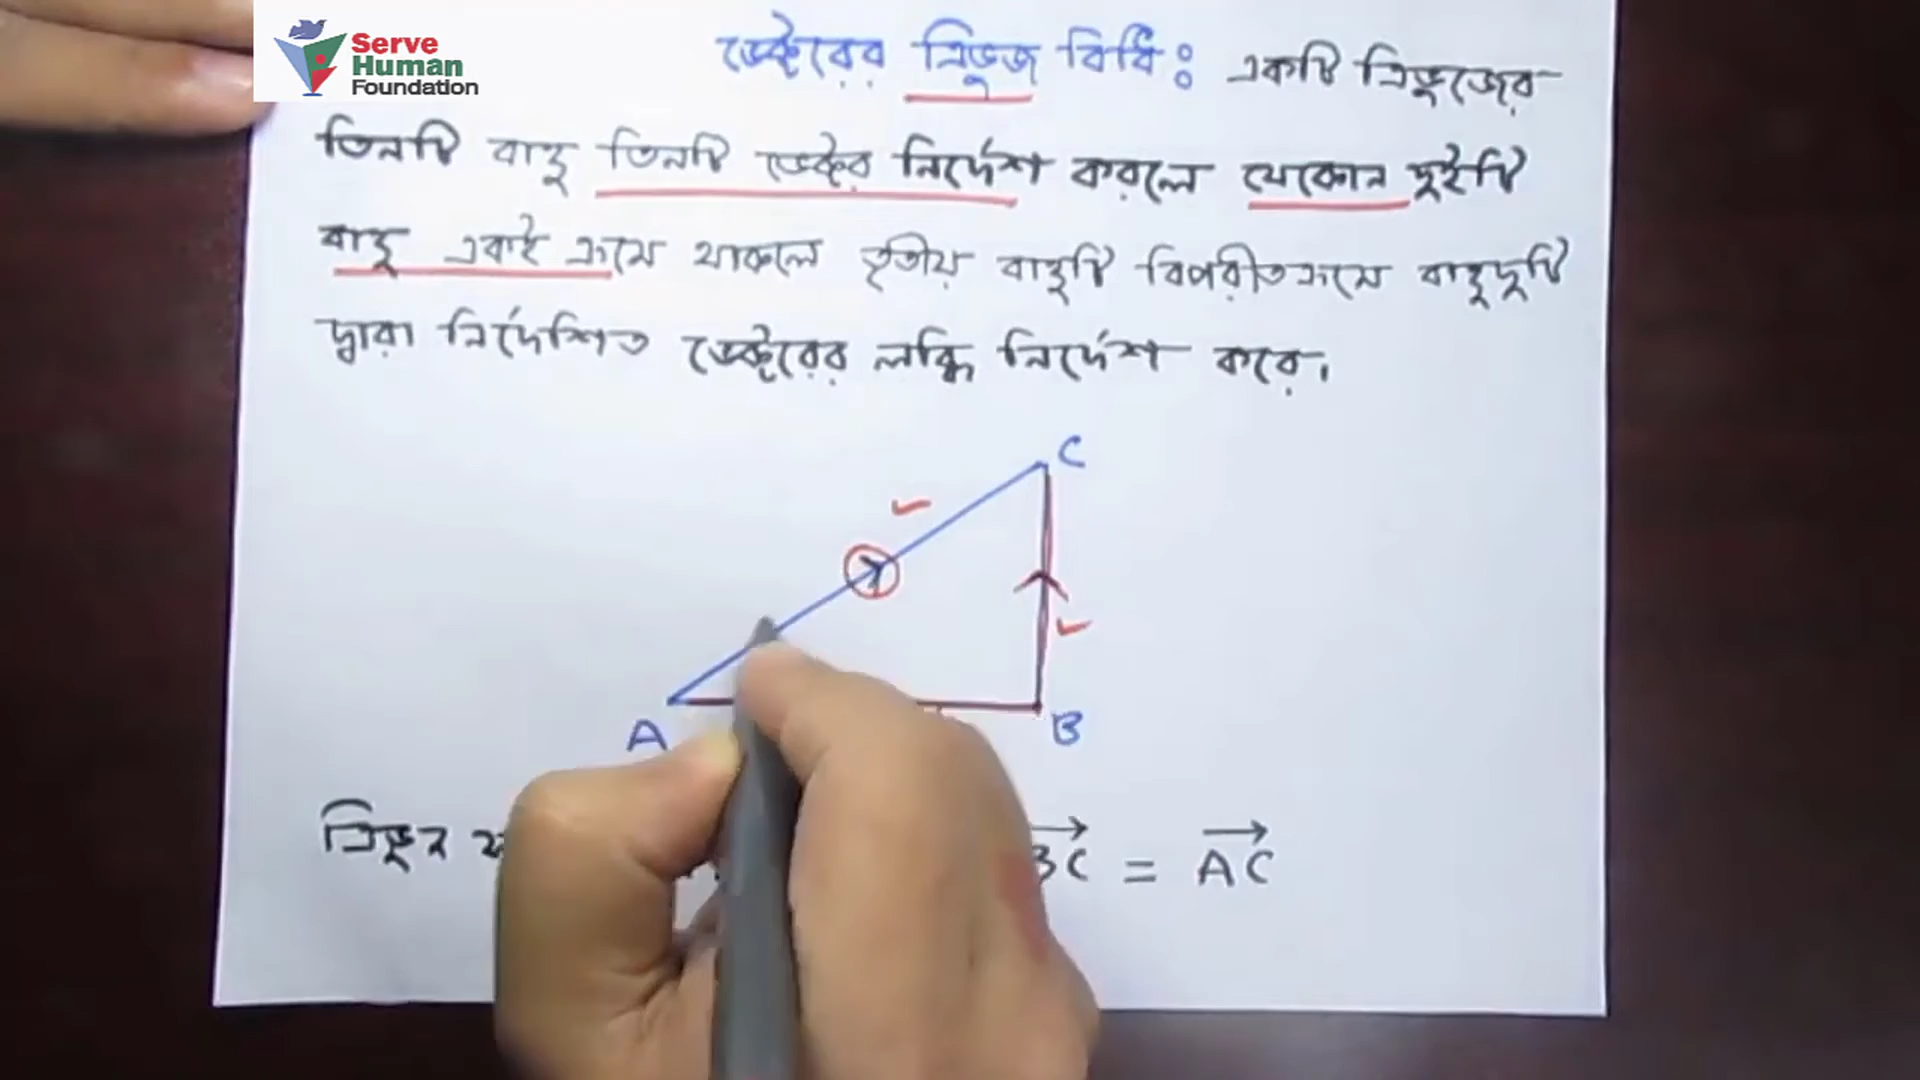 Serve
Human
Foundation
ভেক্টরের ত্রিভুজ বিধি : একটি ত্রিভুজের
তিনটি বাহু তিনটি ভেক্টর নির্দেশ করলে যেকোন দুইটি
বাহু একই ক্রমে থাকলে তৃতীয় বাহুটি বিপরীতক্রমে বাহুদুটি
দ্বারা নির্দেশিত ভেক্টরের লব্ধি নির্দেশ করে।
C
A
B
BC = AC